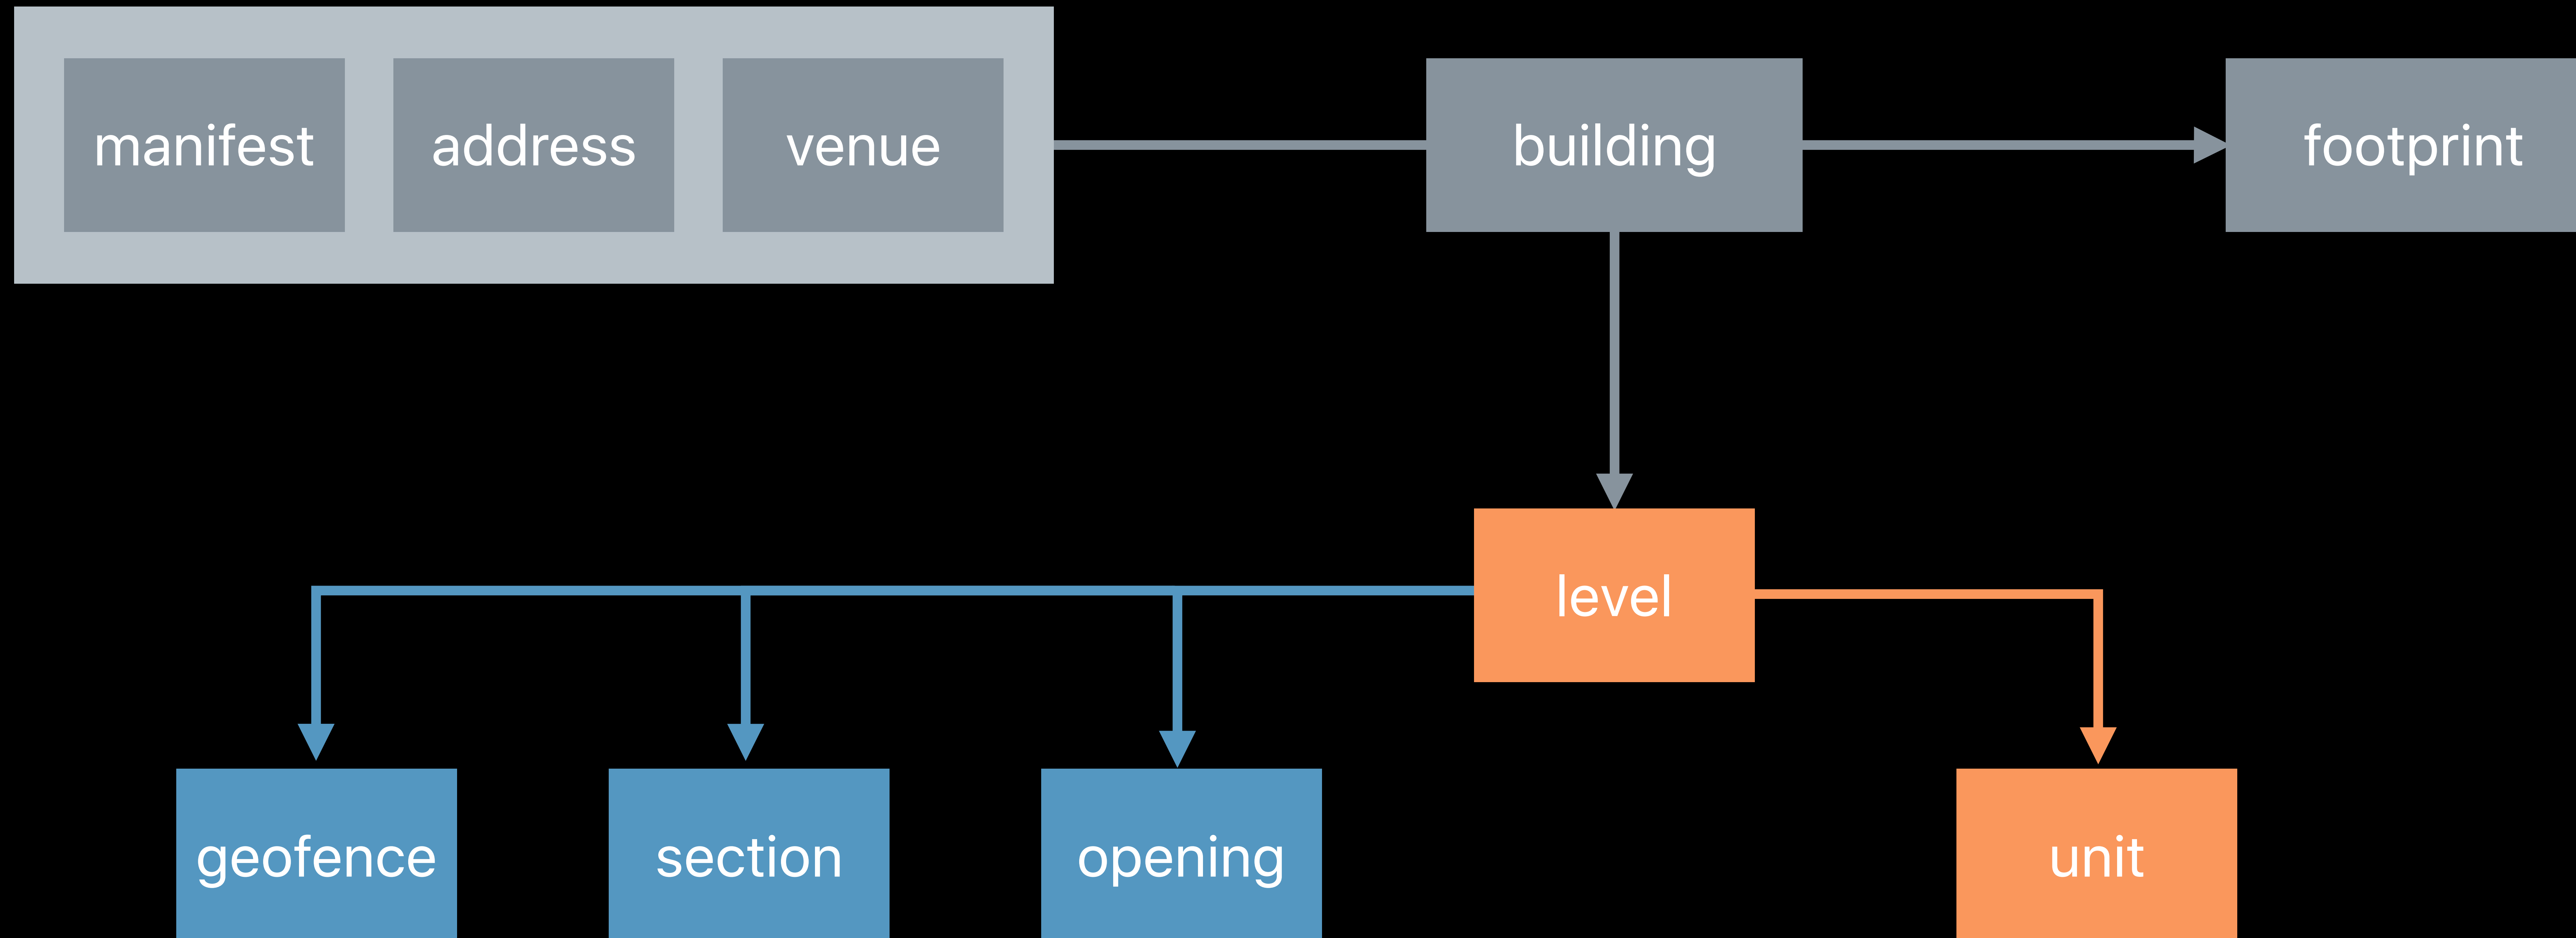 manifest
address
venue
building
footprint
level
geofence
section
opening
unit